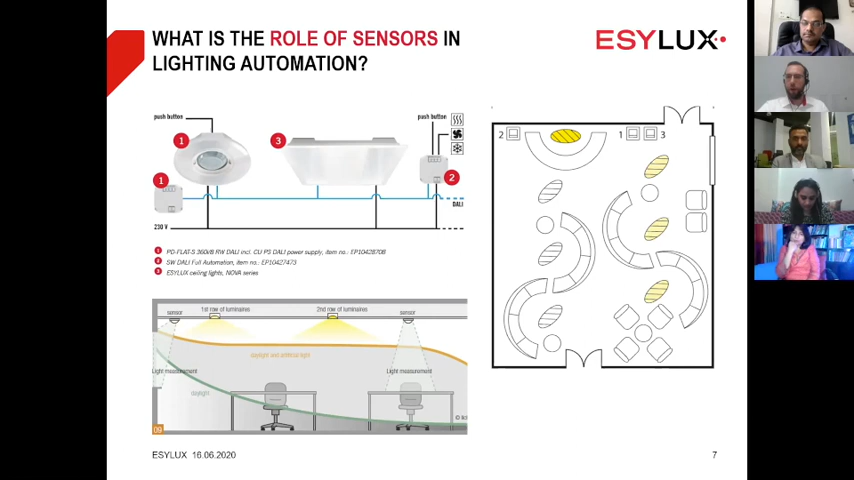 WHAT IS THE ROLE OF SENSORS IN
LIGHTING AUTOMATION?
ESYLUX
push button
push button
1
3
1
2
DALI
230 V
1 PD-FLAT-S 360i/8 RW DALI incl. CU PS DALI power supply, item no.: EP10428708
2 SW DALI Full Automation, item no.: EP10427473
3 ESYLUX ceiling lights, NOVA series
2
1
3
sensor
1st row of luminaires
2nd row of luminaires
sensor
daylight and artificial light
Light measurement
Light measurement
daylight
09
ESYLUX 16.06.2020
7